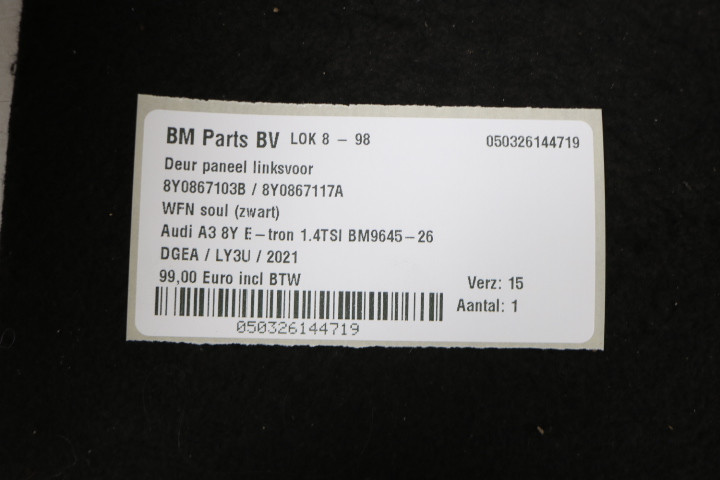 BM Parts BV LOK 8 - 98 050326144719
Deur paneel linksvoor
8Y0867103B / 8Y0867117A
WFN soul (zwart)
Audi A3 8Y E-tron 1.4TSI BM9645-26
DGEA / LY3U / 2021
99,00 Euro incl BTW Verz: 15
Aantal: 1
050326144719